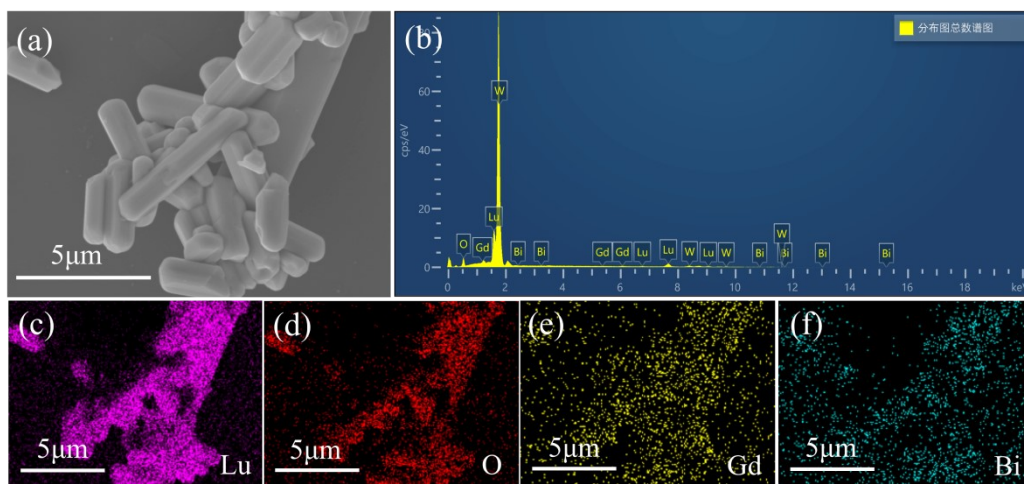 (a)
5μm
(b)
分布图总数谱图
cps/eV
80
60
40
20
0
W
Lu
O
Gd
Bi
Bi
Gd
Gd
Lu
Lu
W
Lu
W
Bi
W
Bi
Bi
Bi
0
2
4
6
8
10
12
14
16
18
keV
(c)
5μm
Lu
(d)
5μm
O
(e)
5μm
Gd
(f)
5μm
Bi